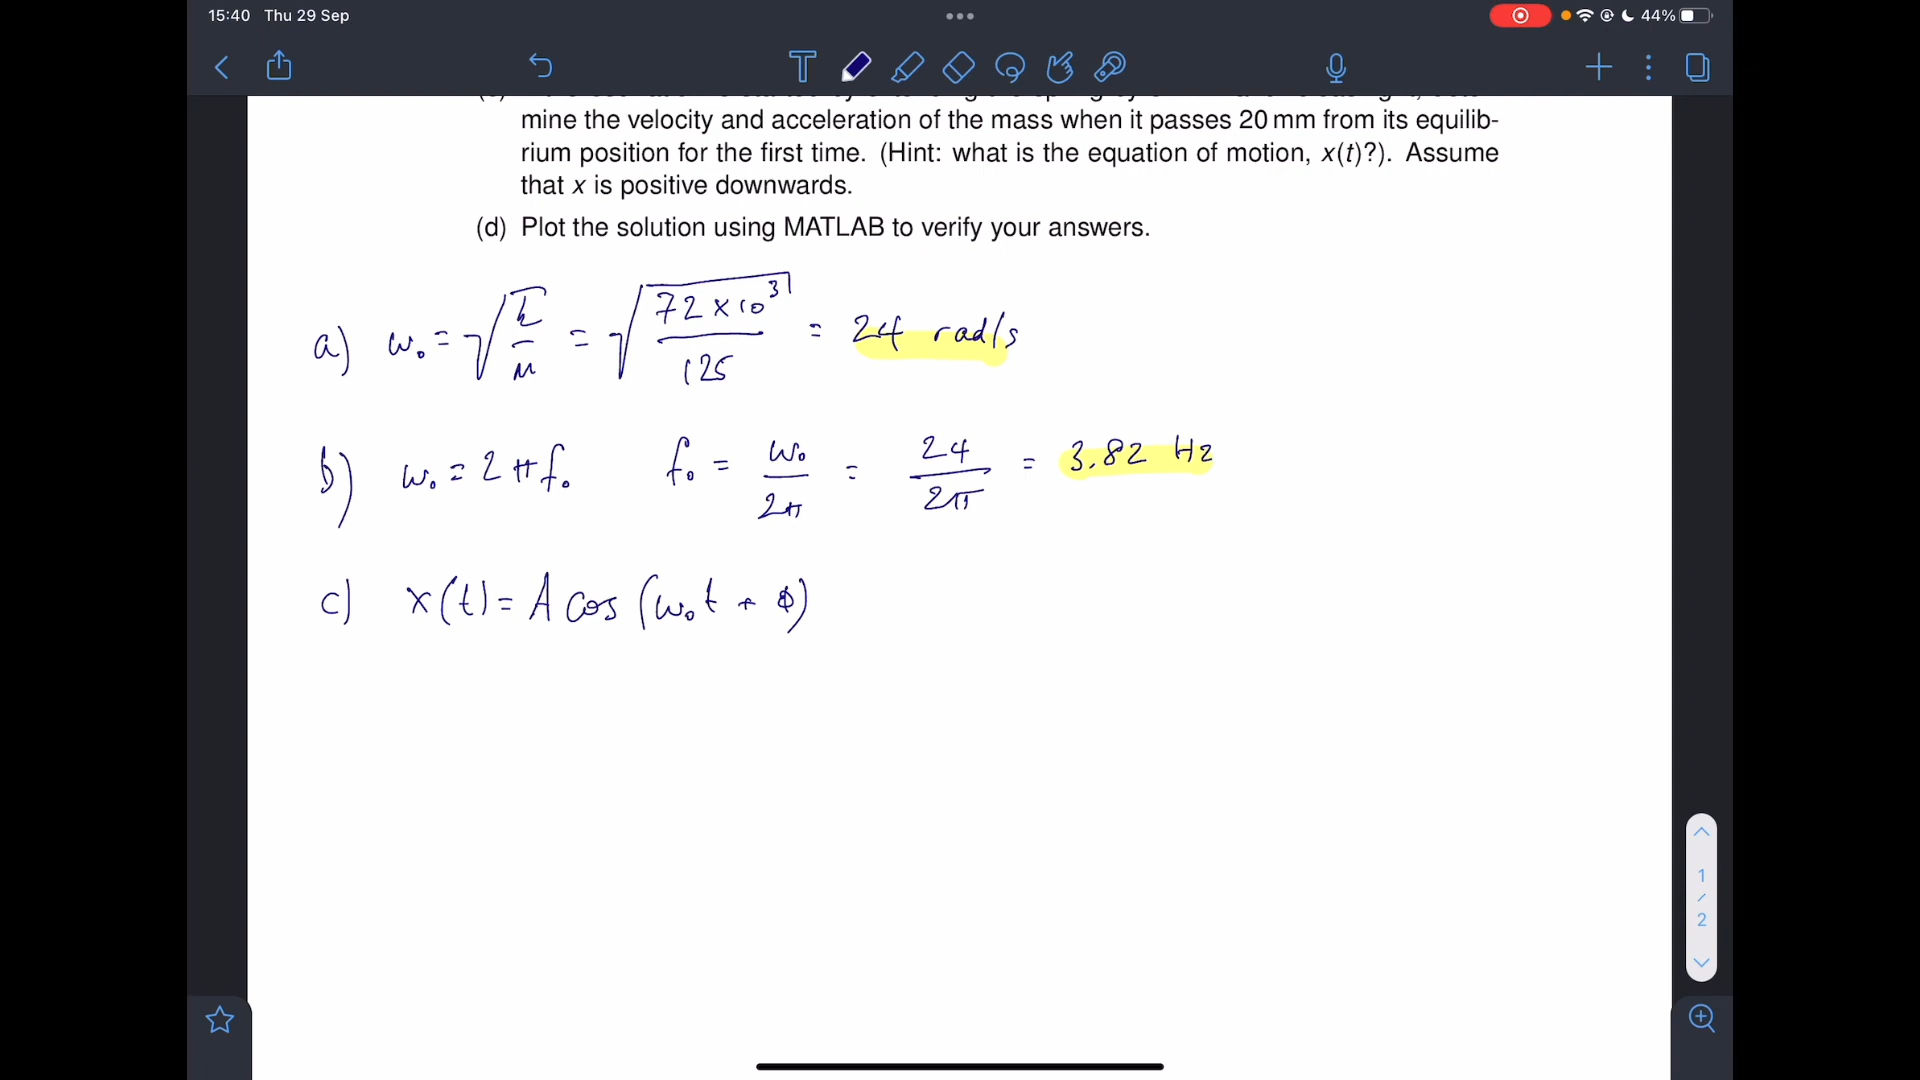 15:40 Thu 29 Sep
44%
mine the velocity and acceleration of the mass when it passes 20 mm from its equilib-
rium position for the first time. (Hint: what is the equation of motion, x(t)?). Assume
that x is positive downwards.
(d) Plot the solution using MATLAB to verify your answers.
a) ω₀ = √(k/m) = √(72 × 10³/125) = 24 rad/s
b) ω₀ = 2πf₀ f₀ = ω₀/2π = 24/2π = 3.82 Hz
c) x(t) = A cos (ω₀t + φ)
1
/
2